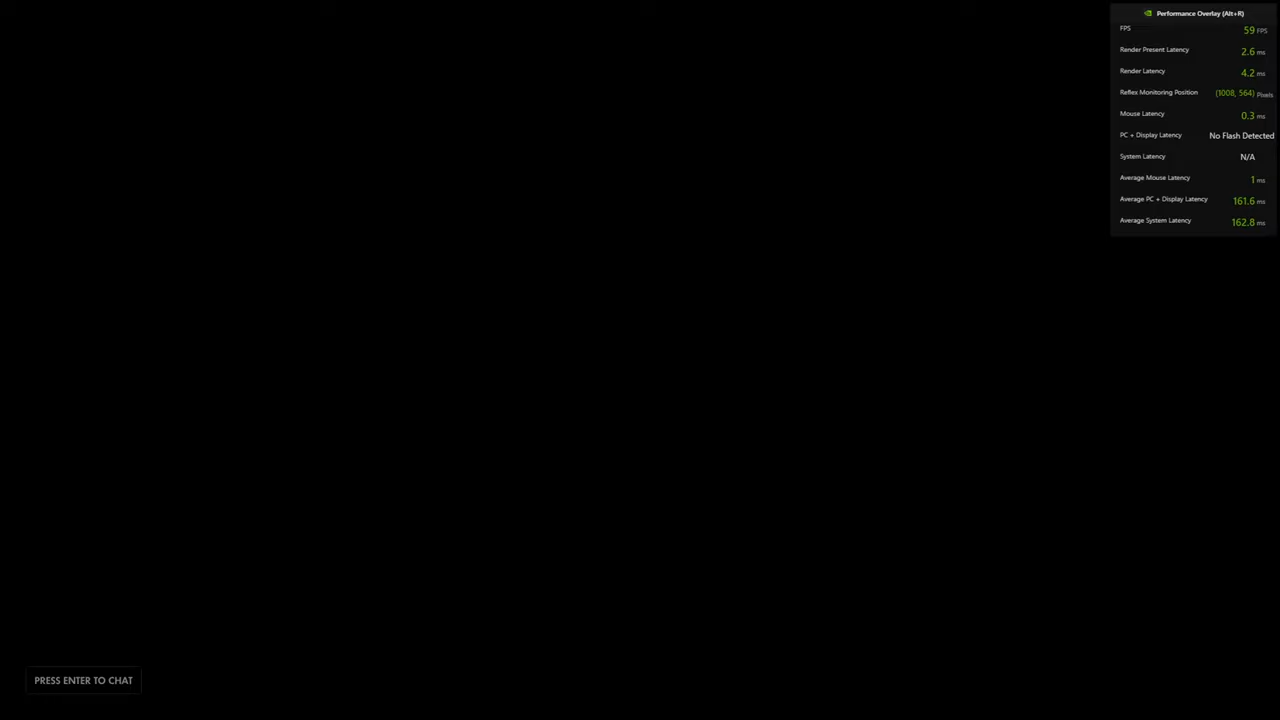 Performance Overlay (Alt+R)
FPS 59 FPS
Render Present Latency 2.6 ms
Render Latency 4.2 ms
Reflex Monitoring Position (1008, 564) Pixels
Mouse Latency 0.3 ms
PC + Display Latency No Flash Detected
System Latency N/A
Average Mouse Latency 1 ms
Average PC + Display Latency 161.6 ms
Average System Latency 162.8 ms
PRESS ENTER TO CHAT